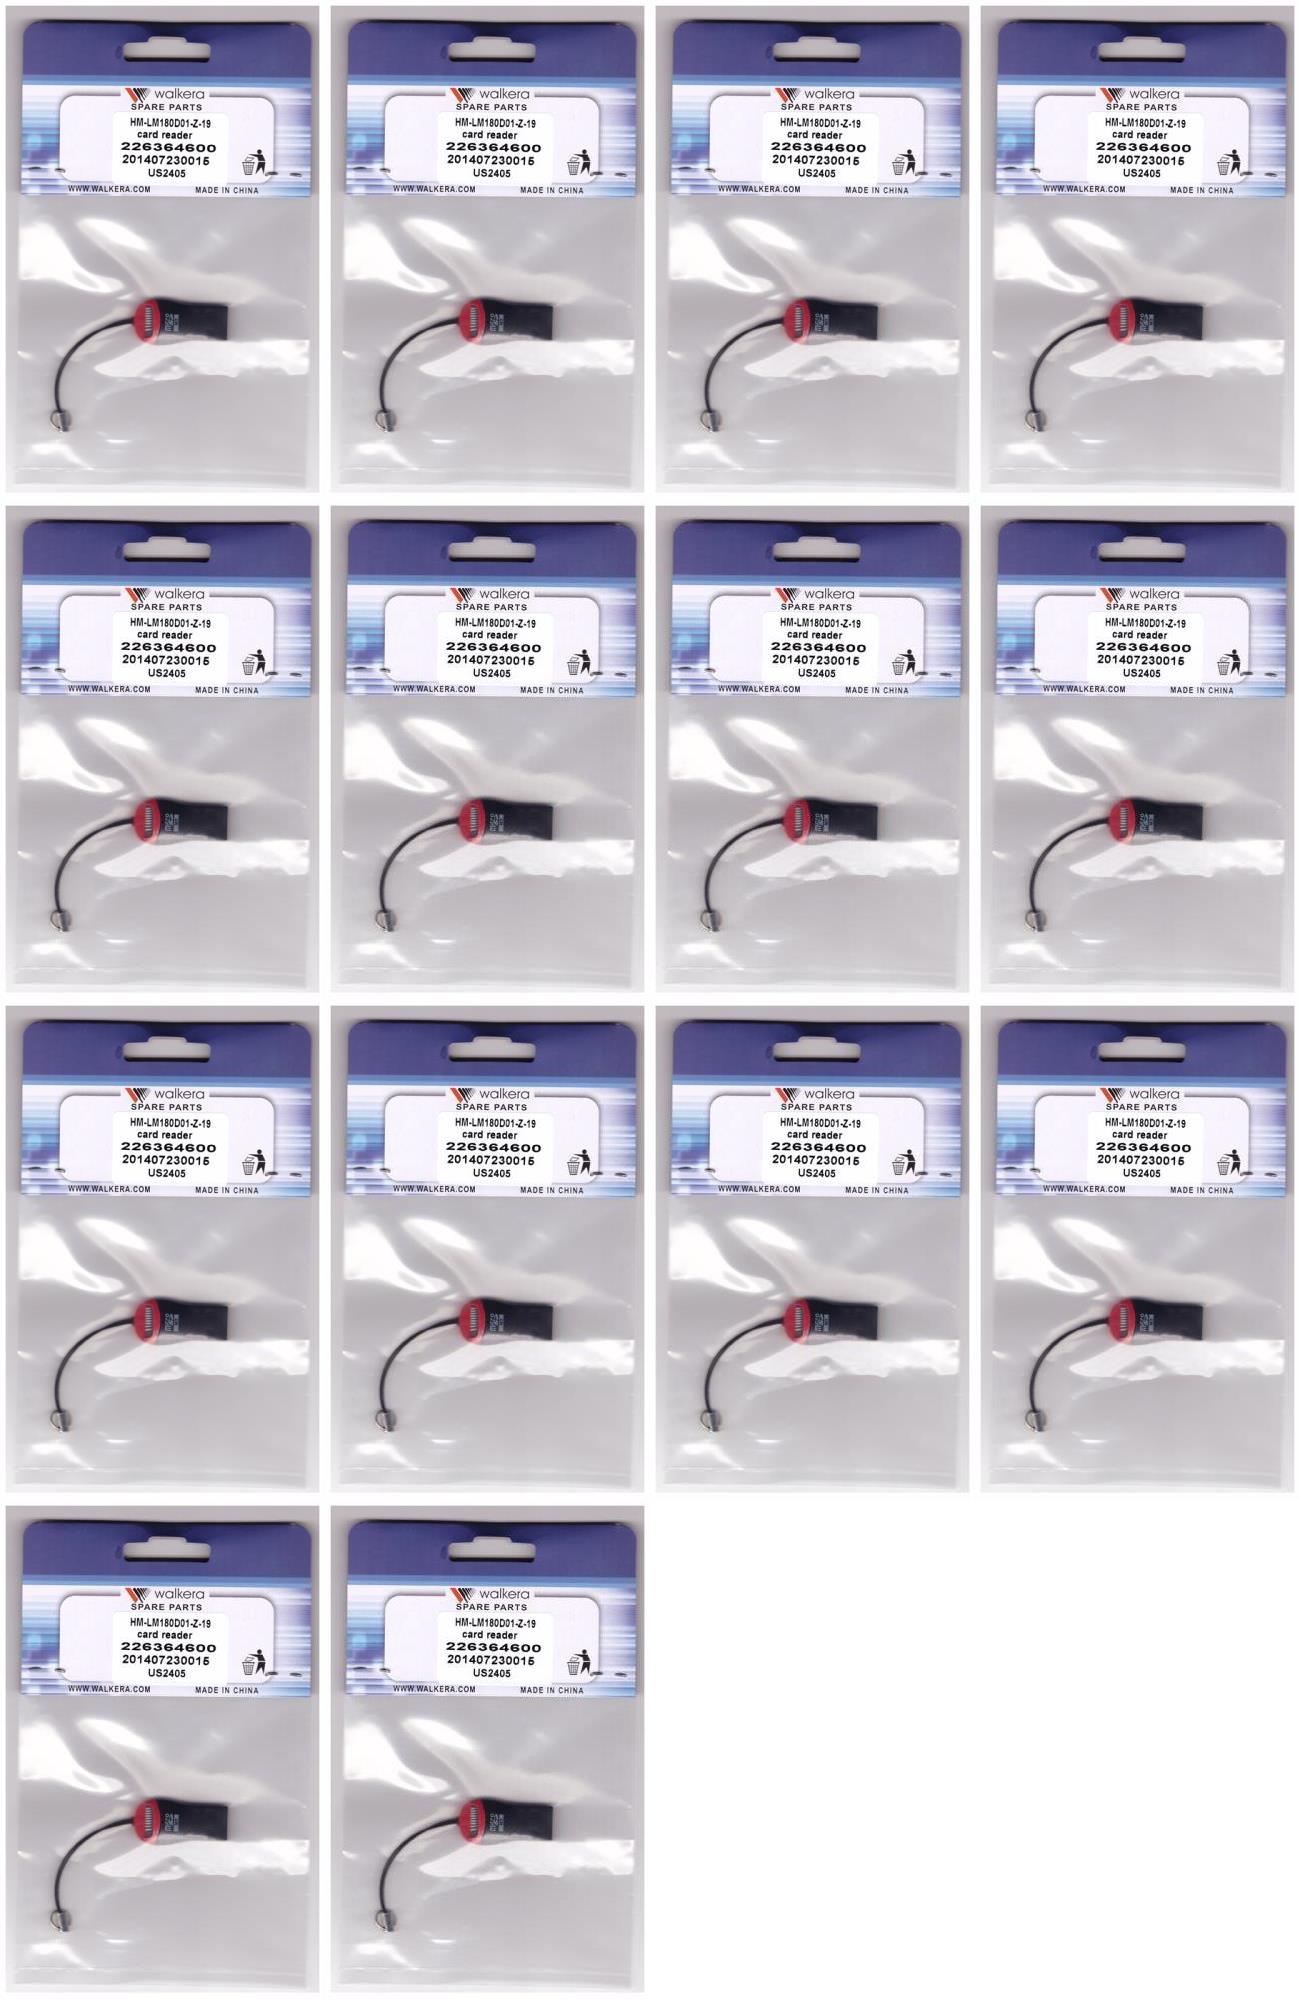 walkera walkera walkera walkera
SPARE PARTS SPARE PARTS SPARE PARTS SPARE PARTS
HM-LM180D01-Z-19 HM-LM180D01-Z-19 HM-LM180D01-Z-19 HM-LM180D01-Z-19
card reader card reader card reader card reader
226364600 226364600 226364600 226364600
201407230015 201407230015 201407230015 201407230015
US2405 US2405 US2405 US2405
WWW.WALKERA.COM MADE IN CHINA WWW.WALKERA.COM MADE IN CHINA WWW.WALKERA.COM MADE IN CHINA WWW.WALKERA.COM MADE IN CHINA
walkera walkera walkera walkera
SPARE PARTS SPARE PARTS SPARE PARTS SPARE PARTS
HM-LM180D01-Z-19 HM-LM180D01-Z-19 HM-LM180D01-Z-19 HM-LM180D01-Z-19
card reader card reader card reader card reader
226364600 226364600 226364600 226364600
201407230015 201407230015 201407230015 201407230015
US2405 US2405 US2405 US2405
WWW.WALKERA.COM MADE IN CHINA WWW.WALKERA.COM MADE IN CHINA WWW.WALKERA.COM MADE IN CHINA WWW.WALKERA.COM MADE IN CHINA
walkera walkera walkera walkera
SPARE PARTS SPARE PARTS SPARE PARTS SPARE PARTS
HM-LM180D01-Z-19 HM-LM180D01-Z-19 HM-LM180D01-Z-19 HM-LM180D01-Z-19
card reader card reader card reader card reader
226364600 226364600 226364600 226364600
201407230015 201407230015 201407230015 201407230015
US2405 US2405 US2405 US2405
WWW.WALKERA.COM MADE IN CHINA WWW.WALKERA.COM MADE IN CHINA WWW.WALKERA.COM MADE IN CHINA WWW.WALKERA.COM MADE IN CHINA
walkera walkera
SPARE PARTS SPARE PARTS
HM-LM180D01-Z-19 HM-LM180D01-Z-19
card reader card reader
226364600 226364600
201407230015 201407230015
US2405 US2405
WWW.WALKERA.COM MADE IN CHINA WWW.WALKERA.COM MADE IN CHINA